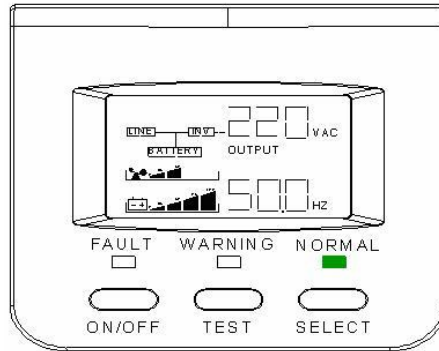 LINE INV 220 VAC
BATTERY OUTPUT
- + 50.0 HZ
FAULT WARNING NORMAL
ON/OFF TEST SELECT